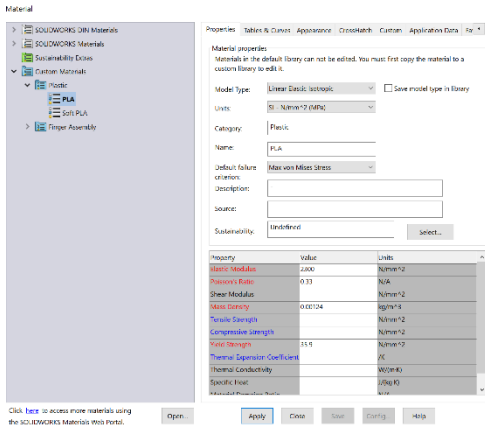 Material
SOLIDWORKS DIN Materials
SOLIDWORKS Materials
Sustainability Extras
Custom Materials
Plastic
PLA
Soft PLA
Finger Assembly
Properties Tables & Curves Appearance CrossHatch Custom Application Data
Material properties
Materials in the default library can not be edited. You must first copy the material to a
custom library to edit it.
Model Type: Linear Elastic Isotropic Save model type in library
Units: SI - N/mm^2 (MPa)
Category: Plastic
Name: PLA
Default failure
criterion: Max von Mises Stress
Description:
Source:
Sustainability: Undefined Select...
Property Value Units
Elastic Modulus N/mm^2
Poisson's Ratio 0.33 N/A
Shear Modulus N/mm^2
Mass Density 0.00124
Tensile Strength N/mm^2
Compressive Strength N/mm^2
Yield Strength N/mm^2
Thermal Expansion Coefficient /K
Thermal Conductivity W/(m·K)
Specific Heat J/(kg·K)
Material Damping Ratio N/A
Click here to access more materials using
the SOLIDWORKS Materials Web Portal.
Open... Apply Close Save Config... Help